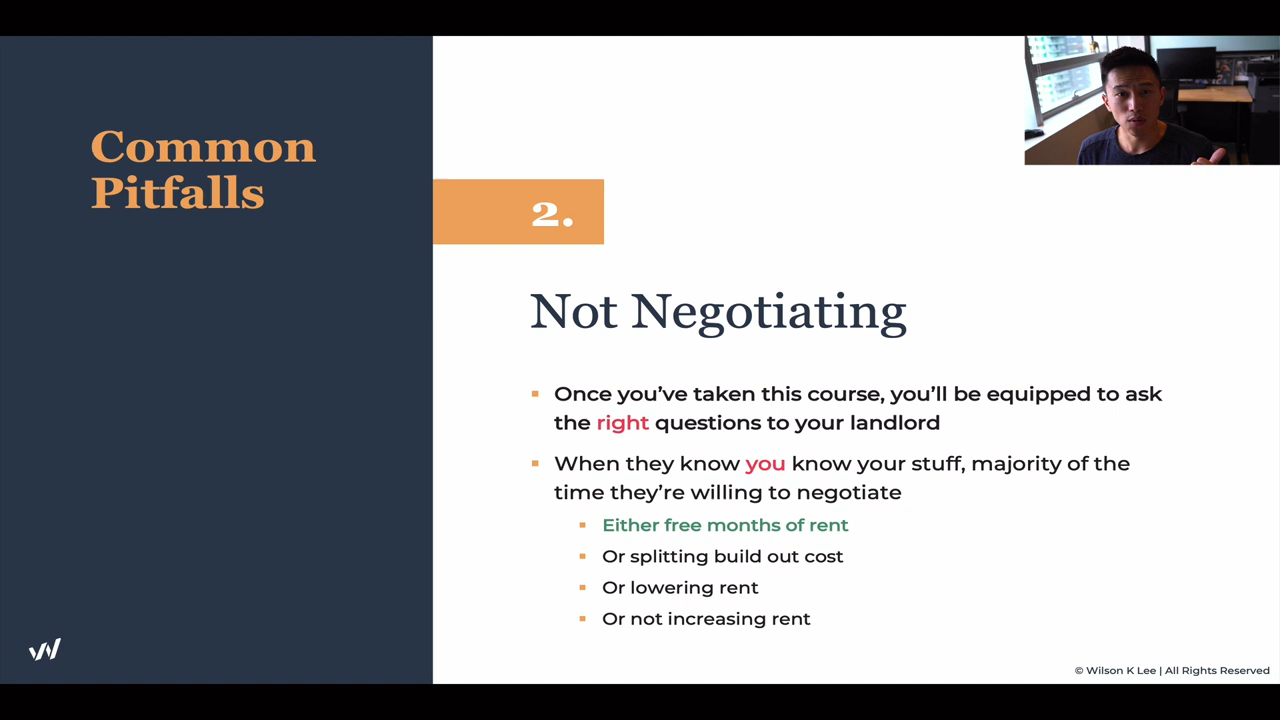 Common
Pitfalls
2.
Not Negotiating
Once you’ve taken this course, you’ll be equipped to ask
the right questions to your landlord
When they know you know your stuff, majority of the
time they’re willing to negotiate
Either free months of rent
Or splitting build out cost
Or lowering rent
Or not increasing rent
© Wilson K Lee | All Rights Reserved